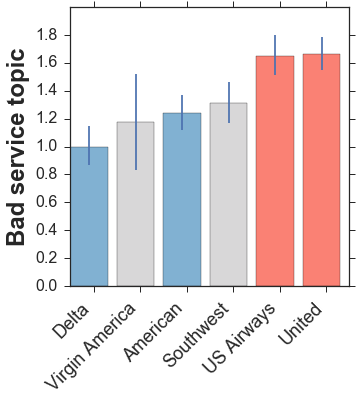 Bad service topic
1.8
1.6
1.4
1.2
1.0
0.8
0.6
0.4
0.2
0.0
Delta
Virgin America
American
Southwest
US Airways
United